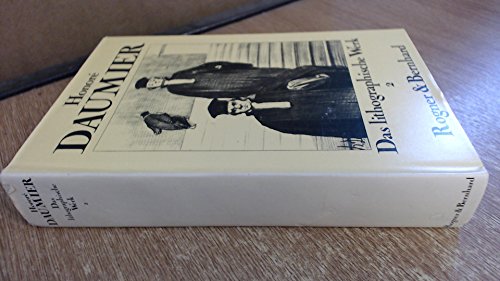 Honoré
DAUMIER
Das lithographische Werk
2
Rogner & Bernhard
Honoré
DAUMIER
Das
lithographische
Werk
2
Rogner & Bernhard